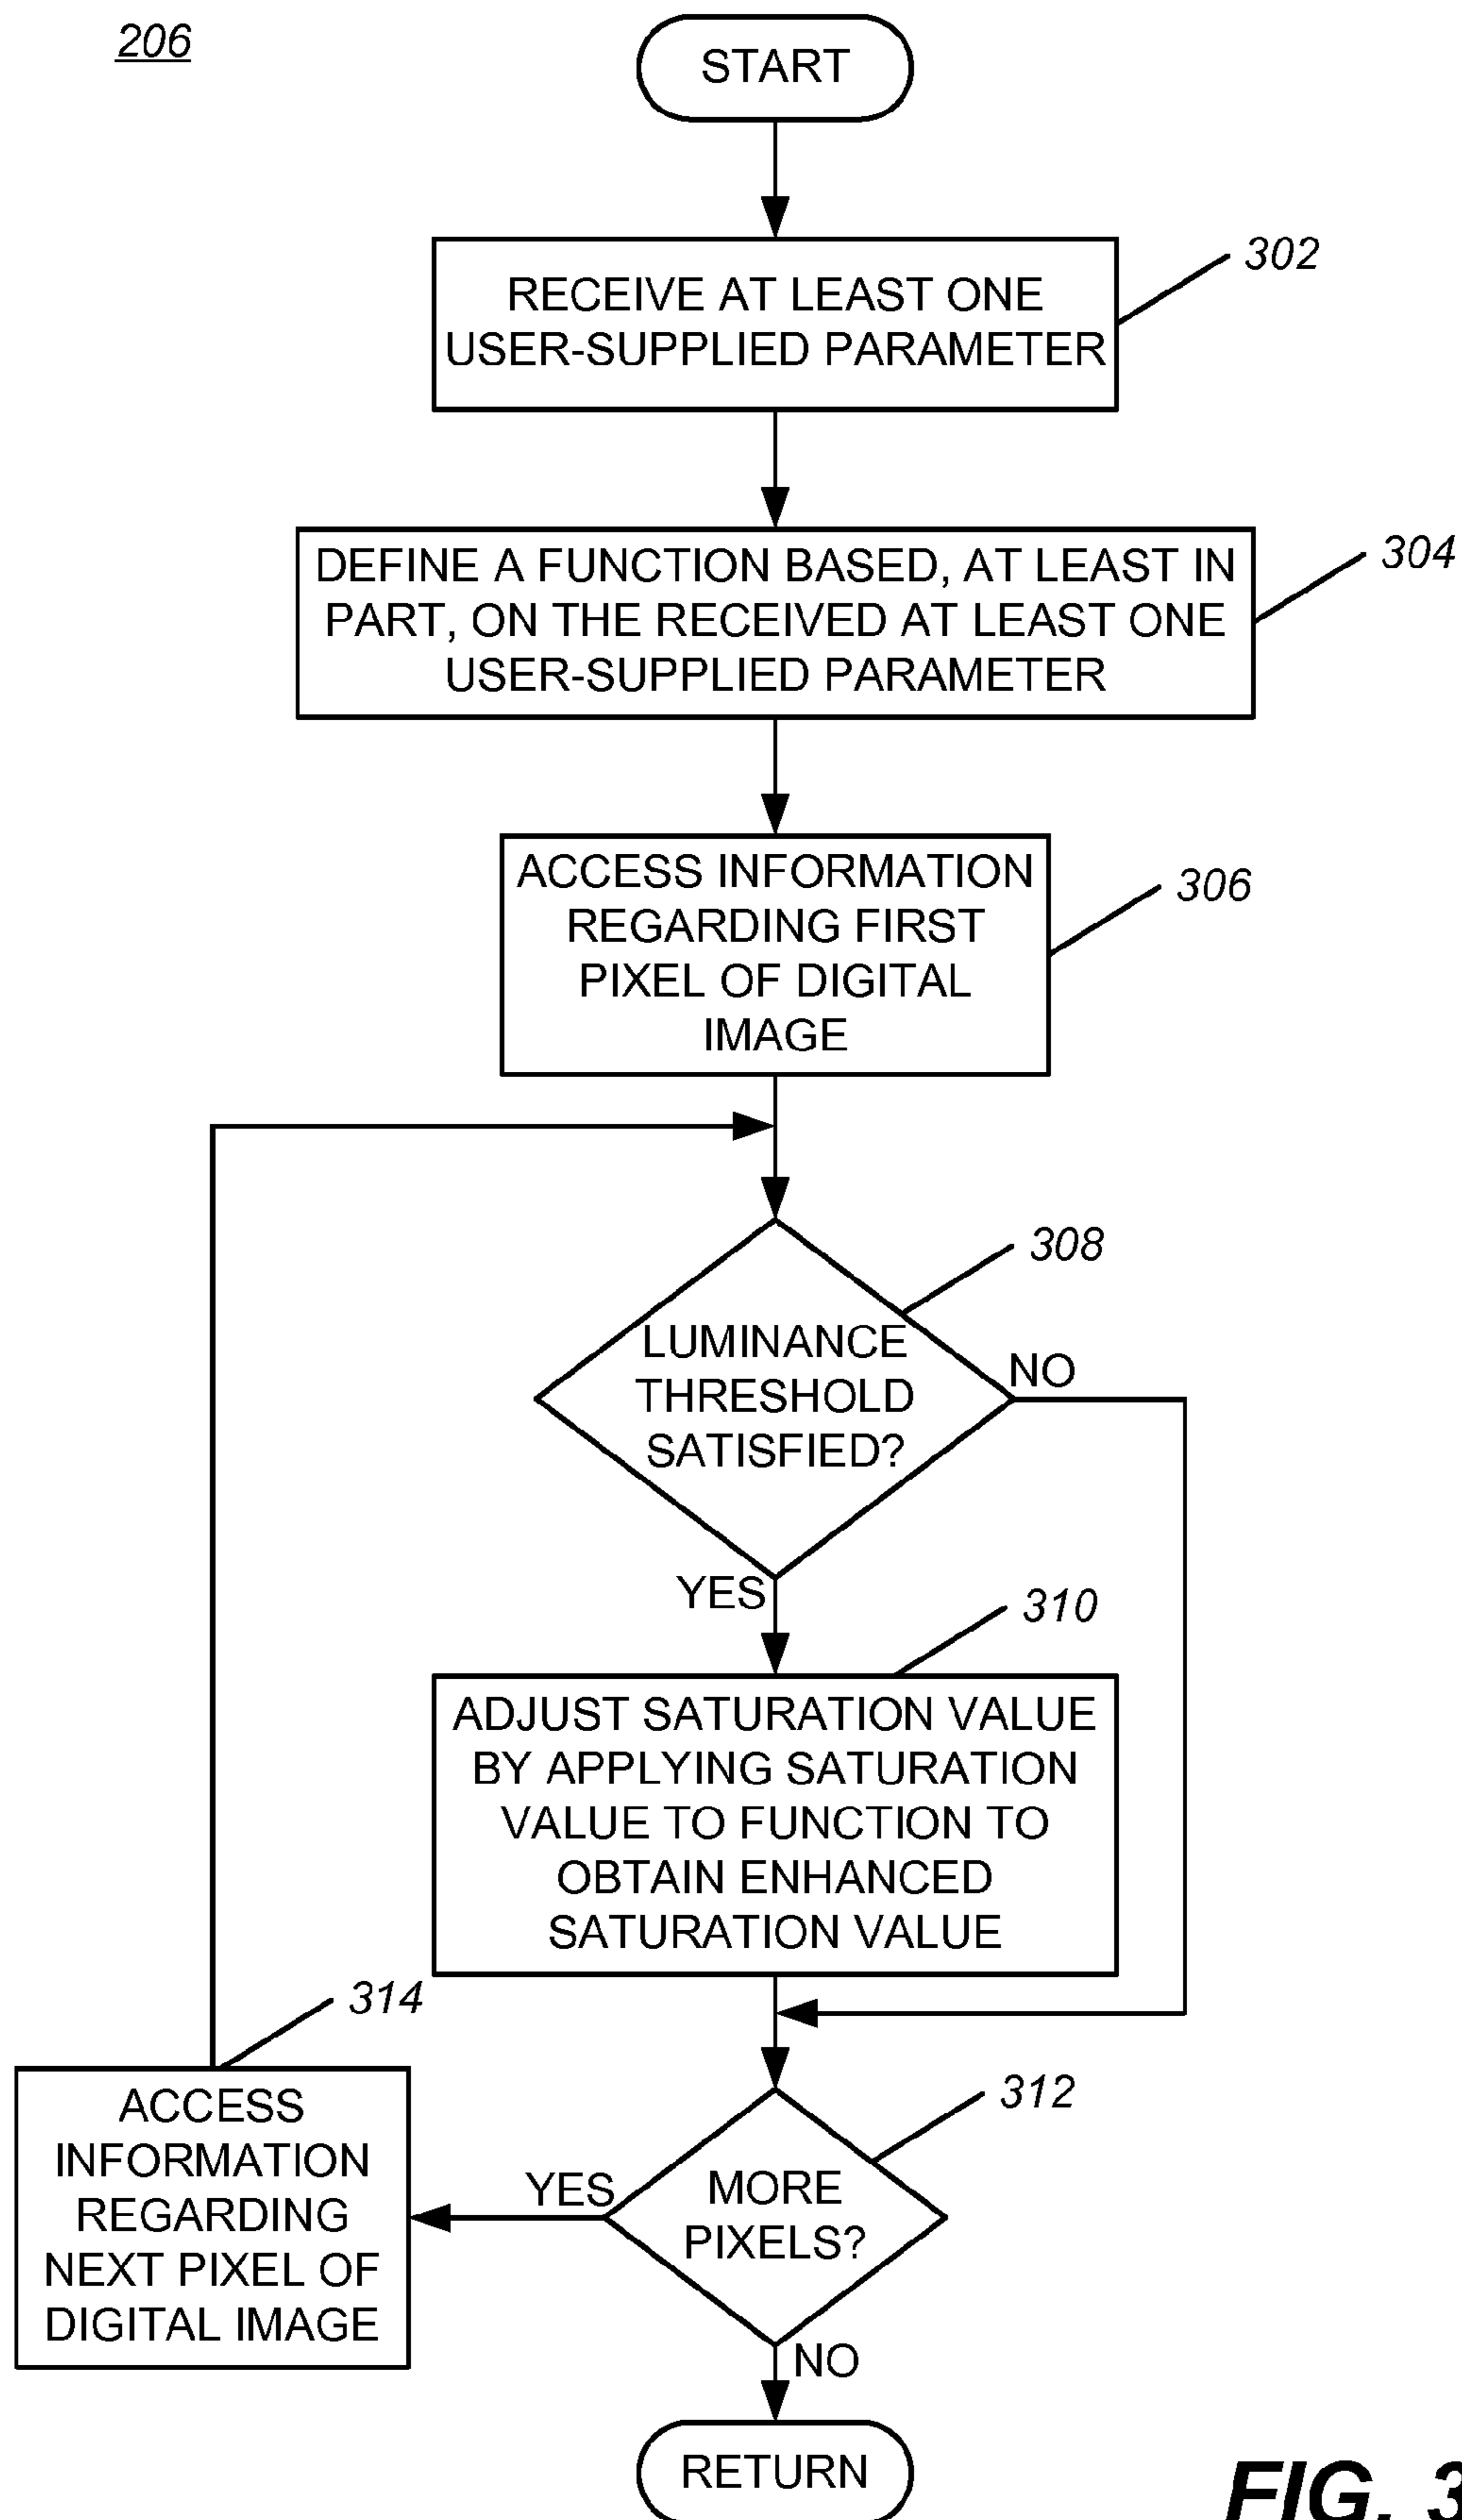 206
START
302
RECEIVE AT LEAST ONE
USER-SUPPLIED PARAMETER
304
DEFINE A FUNCTION BASED, AT LEAST IN
PART, ON THE RECEIVED AT LEAST ONE
USER-SUPPLIED PARAMETER
306
ACCESS INFORMATION
REGARDING FIRST
PIXEL OF DIGITAL
IMAGE
308
LUMINANCE
THRESHOLD
SATISFIED?
NO
YES
310
ADJUST SATURATION VALUE
BY APPLYING SATURATION
VALUE TO FUNCTION TO
OBTAIN ENHANCED
SATURATION VALUE
314
ACCESS
INFORMATION
REGARDING
NEXT PIXEL OF
DIGITAL IMAGE
312
MORE
PIXELS?
YES
NO
RETURN
FIG. 3